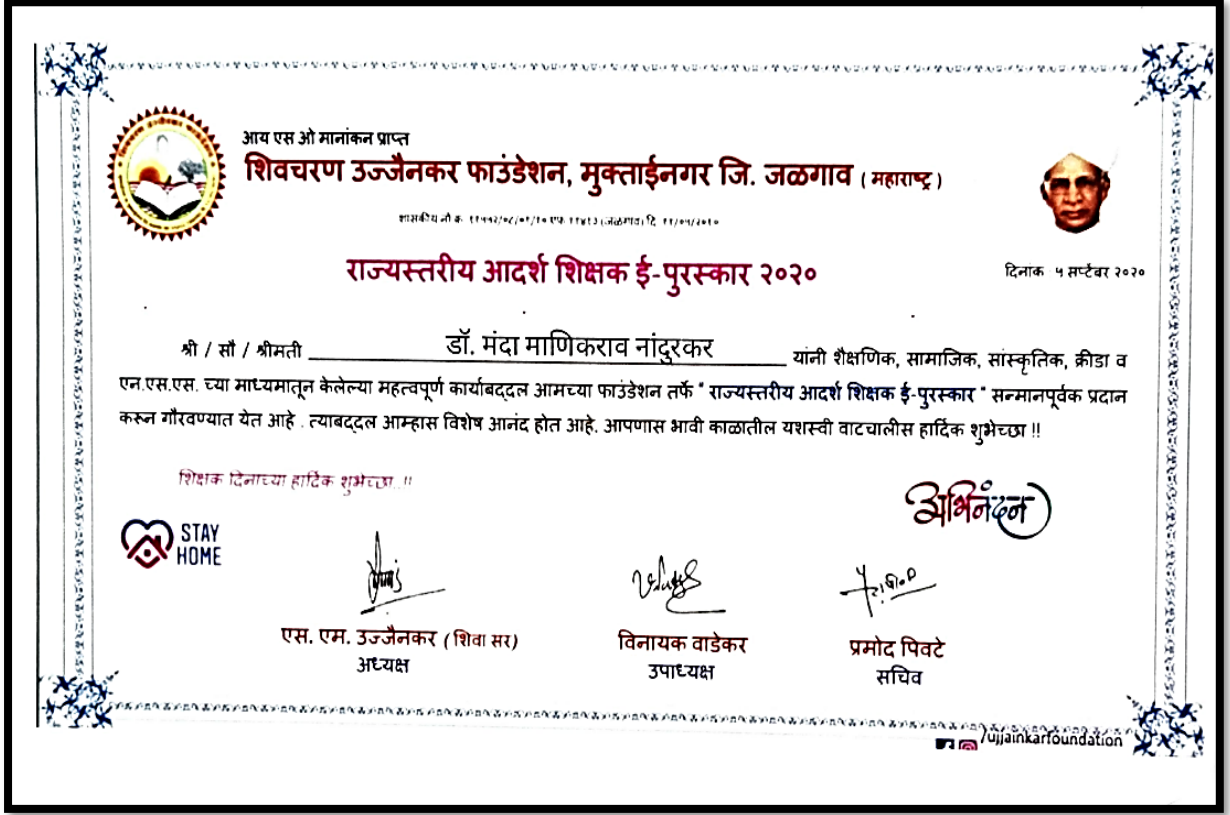 आय एस ओ मानांकन प्राप्त
शिवचरण उज्जैनकर फाउंडेशन, मुक्ताईनगर जि. जळगाव ( महाराष्ट्र )
शासकीय नों क्र
राज्यस्तरीय आदर्श शिक्षक ई-पुरस्कार २०२०
दिनांक ५ सप्टेंबर २०२०
श्री / सौ / श्रीमती डॉ. मंदा माणिकराव नांदुरकर यांनी शैक्षणिक, सामाजिक, सांस्कृतिक, क्रीडा व
एन.एस.एस. च्या माध्यमातून केलेल्या महत्वपूर्ण कार्याबद्दल आमच्या फाउंडेशन तर्फे " राज्यस्तरीय आदर्श शिक्षक ई-पुरस्कार " सन्मानपूर्वक प्रदान
करून गौरवण्यात येत आहे . त्याबद्दल आम्हास विशेष आनंद होत आहे. आपणास भावी काळातील यशस्वी वाटचालीस हार्दिक शुभेच्छा !!
शिक्षक दिनाच्या हार्दिक शुभेच्छा..!!
अभिनंदन
STAY
HOME
एस. एम. उज्जैनकर ( शिवा सर)
अध्यक्ष
विनायक वाडेकर
उपाध्यक्ष
प्रमोद पिवटे
सचिव
/ujjainkarfoundation